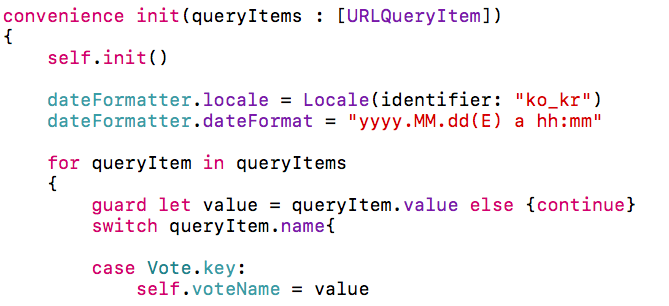 convenience init(queryItems : [URLQueryItem])
{
    self.init()
    dateFormatter.locale = Locale(identifier: "ko_kr")
    dateFormatter.dateFormat = "yyyy.MM.dd(E) a hh:mm"
    for queryItem in queryItems
    {
        guard let value = queryItem.value else {continue}
        switch queryItem.name{
        case Vote.key:
            self.voteName = value